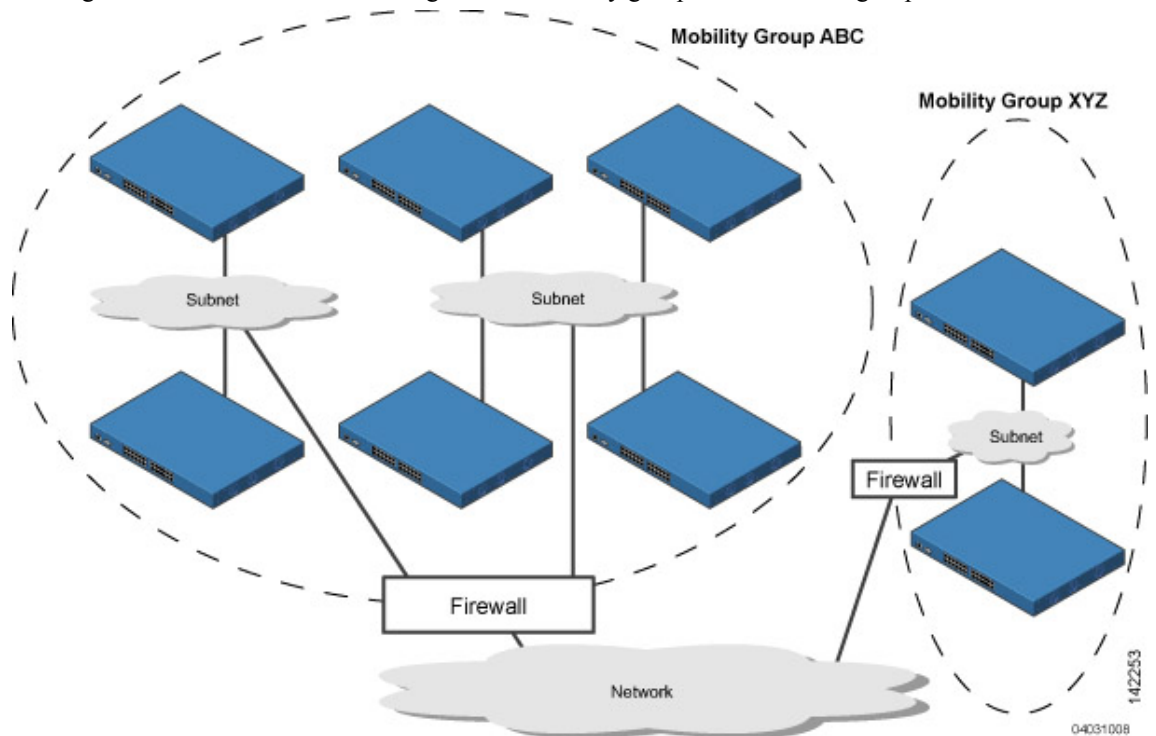 Mobility Group ABC
Mobility Group XYZ
Subnet
Subnet
Subnet
Firewall
Firewall
Network
142253
04031008